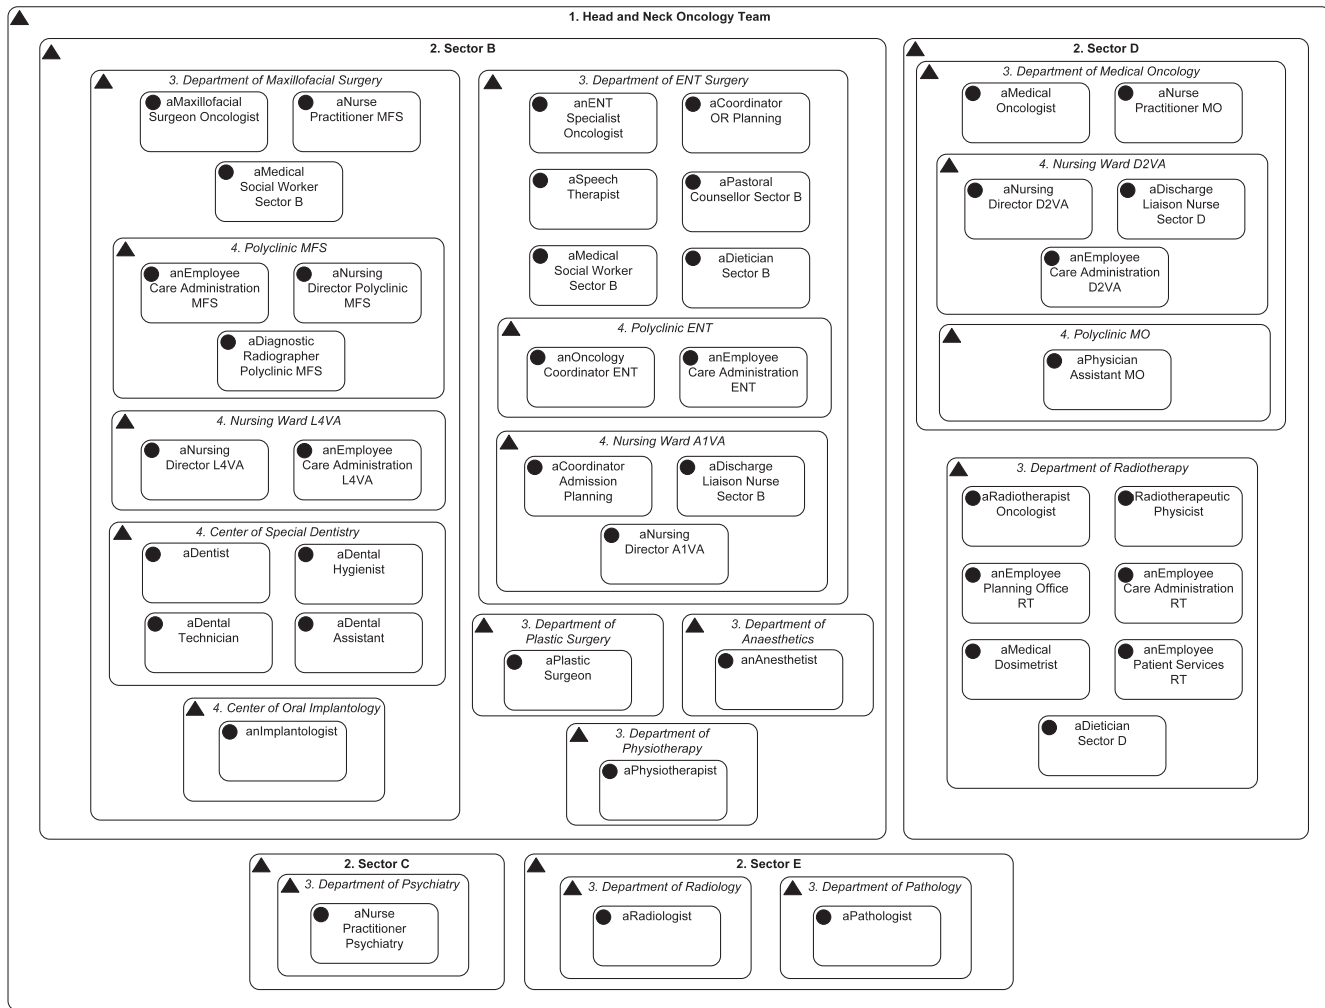 1. Head and Neck Oncology Team
2. Sector B
3. Department of Maxillofacial Surgery
aMaxillofacial
Surgeon Oncologist
aNurse
Practitioner MFS
aMedical
Social Worker
Sector B
4. Polyclinic MFS
anEmployee
Care Administration
MFS
aNursing
Director Polyclinic
MFS
aDiagnostic
Radiographer
Polyclinic MFS
4. Nursing Ward L4VA
aNursing
Director L4VA
anEmployee
Care Administration
L4VA
4. Center of Special Dentistry
aDentist
aDental
Hygienist
aDental
Technician
aDental
Assistant
4. Center of Oral Implantology
anImplantologist
3. Department of ENT Surgery
anENT
Specialist
Oncologist
aCoordinator
OR Planning
aSpeech
Therapist
aPastoral
Counsellor Sector B
aMedical
Social Worker
Sector B
aDietician
Sector B
4. Polyclinic ENT
anOncology
Coordinator ENT
anEmployee
Care Administration
ENT
4. Nursing Ward A1VA
aCoordinator
Admission
Planning
aDischarge
Liaison Nurse
Sector B
aNursing
Director A1VA
3. Department of
Plastic Surgery
aPlastic
Surgeon
3. Department of
Anaesthetics
anAnesthetist
3. Department of
Physiotherapy
aPhysiotherapist
2. Sector D
3. Department of Medical Oncology
aMedical
Oncologist
aNurse
Practitioner MO
4. Nursing Ward D2VA
aNursing
Director D2VA
aDischarge
Liaison Nurse
Sector D
anEmployee
Care Administration
D2VA
4. Polyclinic MO
aPhysician
Assistant MO
3. Department of Radiotherapy
aRadiotherapist
Oncologist
Radiotherapeutic
Physicist
anEmployee
Planning Office
RT
anEmployee
Care Administration
RT
aMedical
Dosimetrist
anEmployee
Patient Services
RT
aDietician
Sector D
2. Sector C
3. Department of Psychiatry
aNurse
Practitioner
Psychiatry
2. Sector E
3. Department of Radiology
aRadiologist
3. Department of Pathology
aPathologist